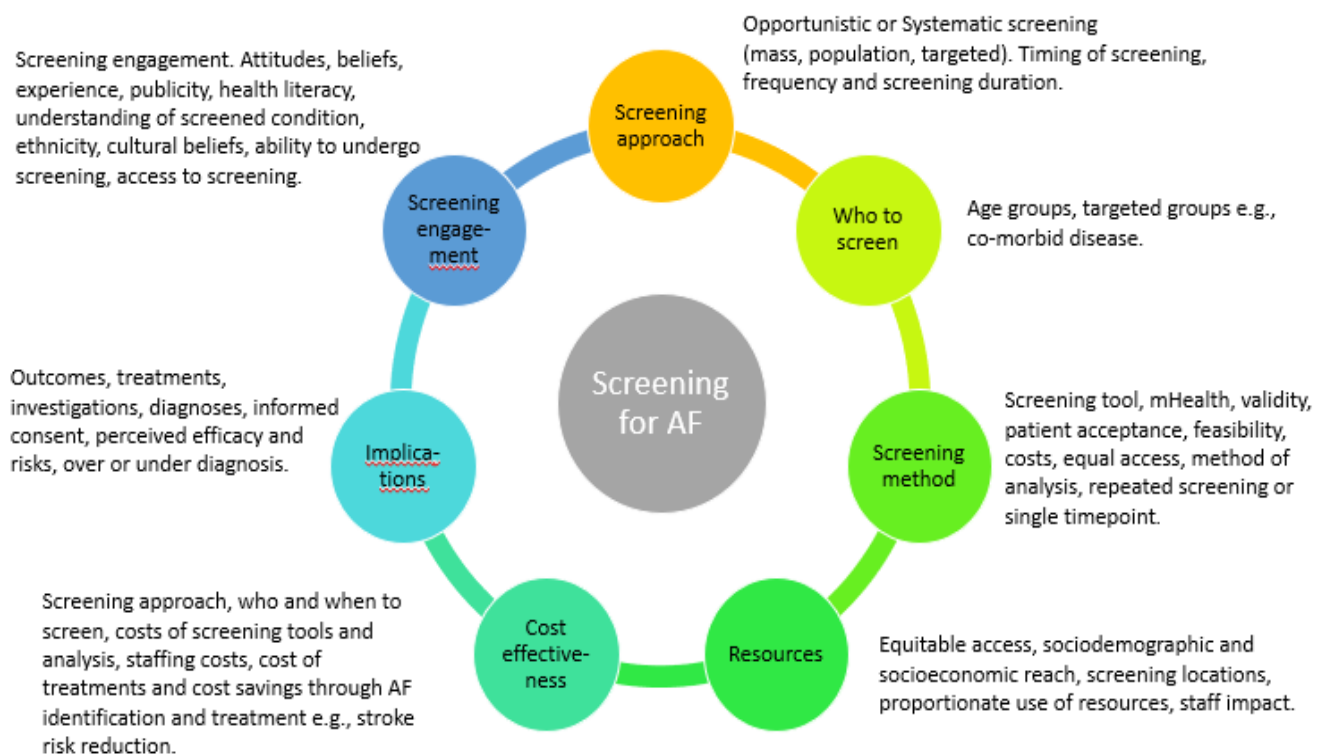 Opportunistic or Systematic screening
(mass, population, targeted). Timing of screening,
frequency and screening duration.
Screening engagement. Attitudes, beliefs,
experience, publicity, health literacy,
understanding of screened condition,
ethnicity, cultural beliefs, ability to undergo
screening, access to screening.
Screening
approach
Screening
engage-
ment
Who to
screen
Age groups, targeted groups e.g.,
co-morbid disease.
Screening
for AF
Outcomes, treatments,
investigations, diagnoses, informed
consent, perceived efficacy and
risks, over or under diagnosis.
Implica-
tions
Screening
method
Screening tool, mHealth, validity,
patient acceptance, feasibility,
costs, equal access, method of
analysis, repeated screening or
single timepoint.
Screening approach, who and when to
screen, costs of screening tools and
analysis, staffing costs, cost of
treatments and cost savings through AF
identification and treatment e.g., stroke
risk reduction.
Cost
effective-
ness
Resources
Equitable access, sociodemographic and
socioeconomic reach, screening locations,
proportionate use of resources, staff impact.